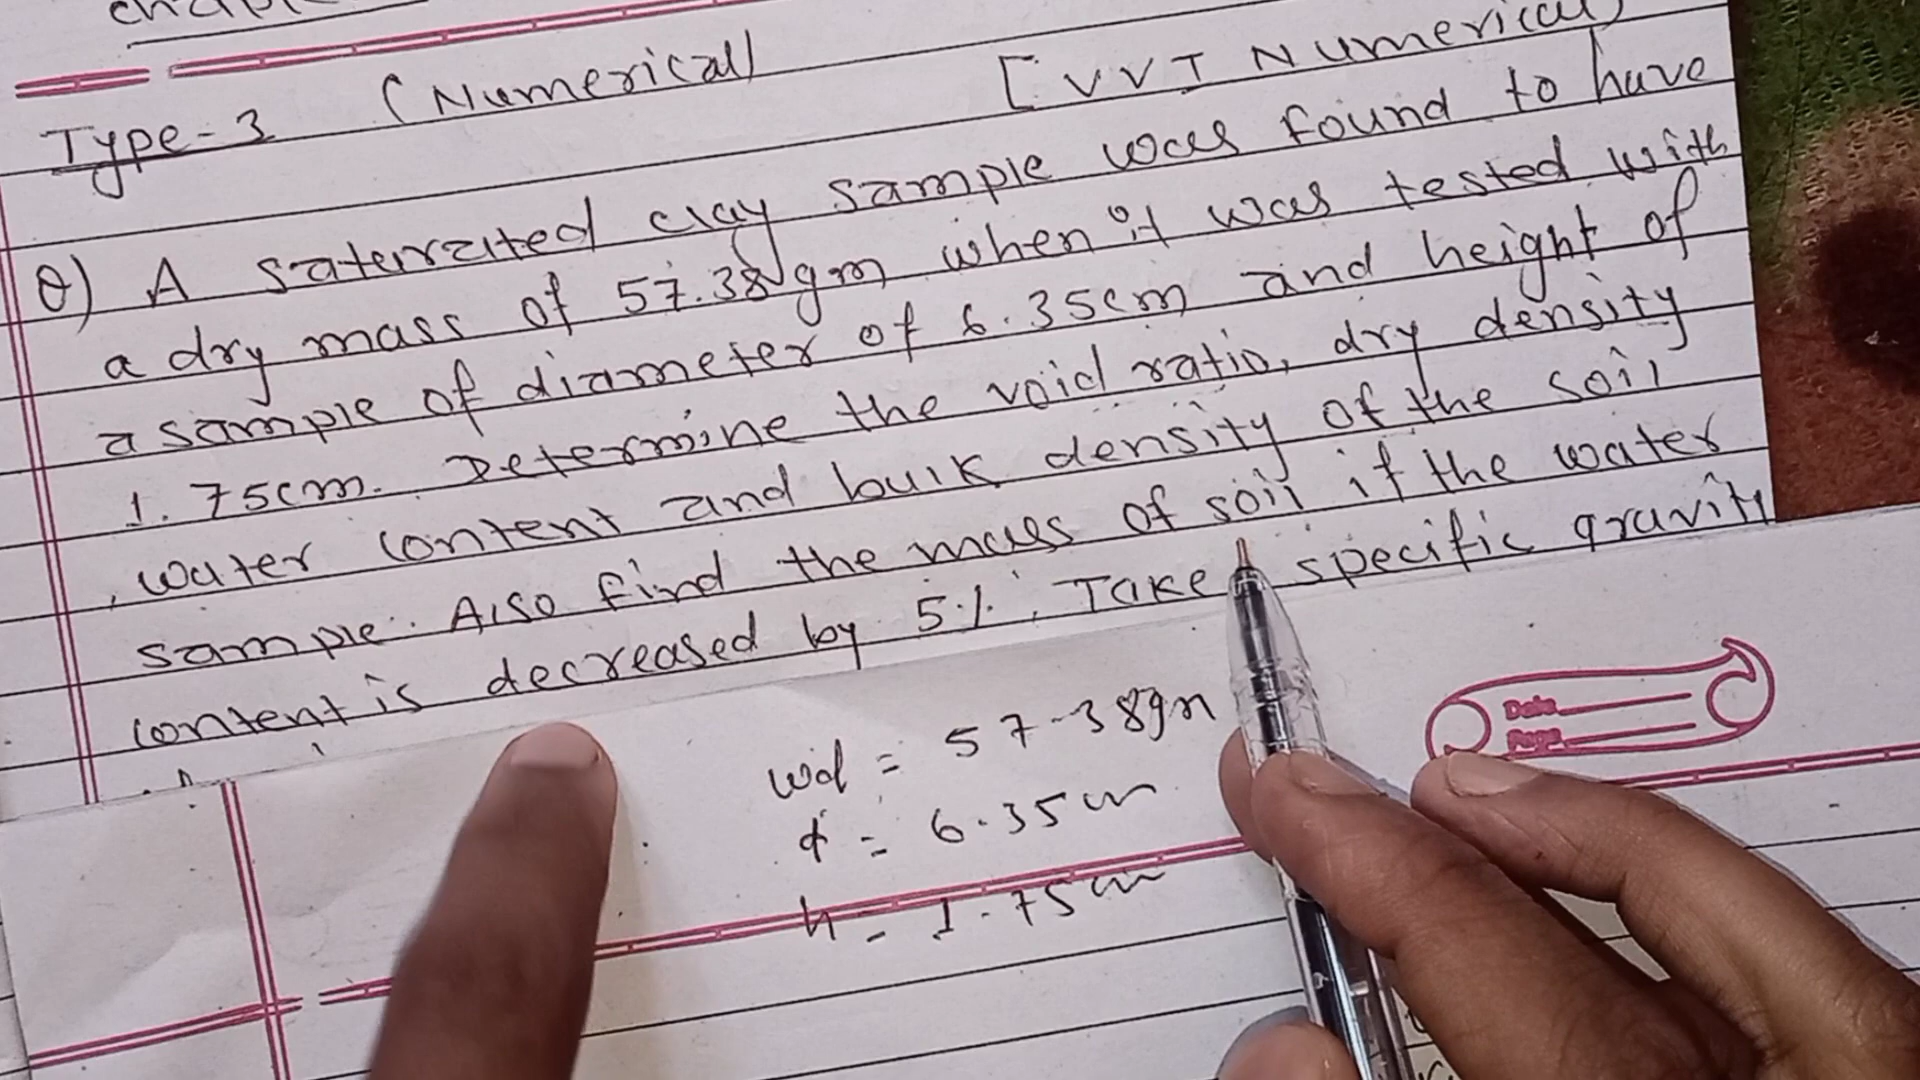 Type-3 (Numerical) [VVI Numerical]
Q) A saterrated clay sample was found to have
a dry mass of 57.38gm when it was tested with
a sample of diameter of 6.35cm and height of
1.75cm. Determine the void ratio, dry density
, water content and bulk density of the soil
sample. Also find the mass of soil if the water
content is decreased by 5%. Take specific gravity
wd = 57.38gm
ϕ = 6.35cm
h = 1.75cm
Date
Page